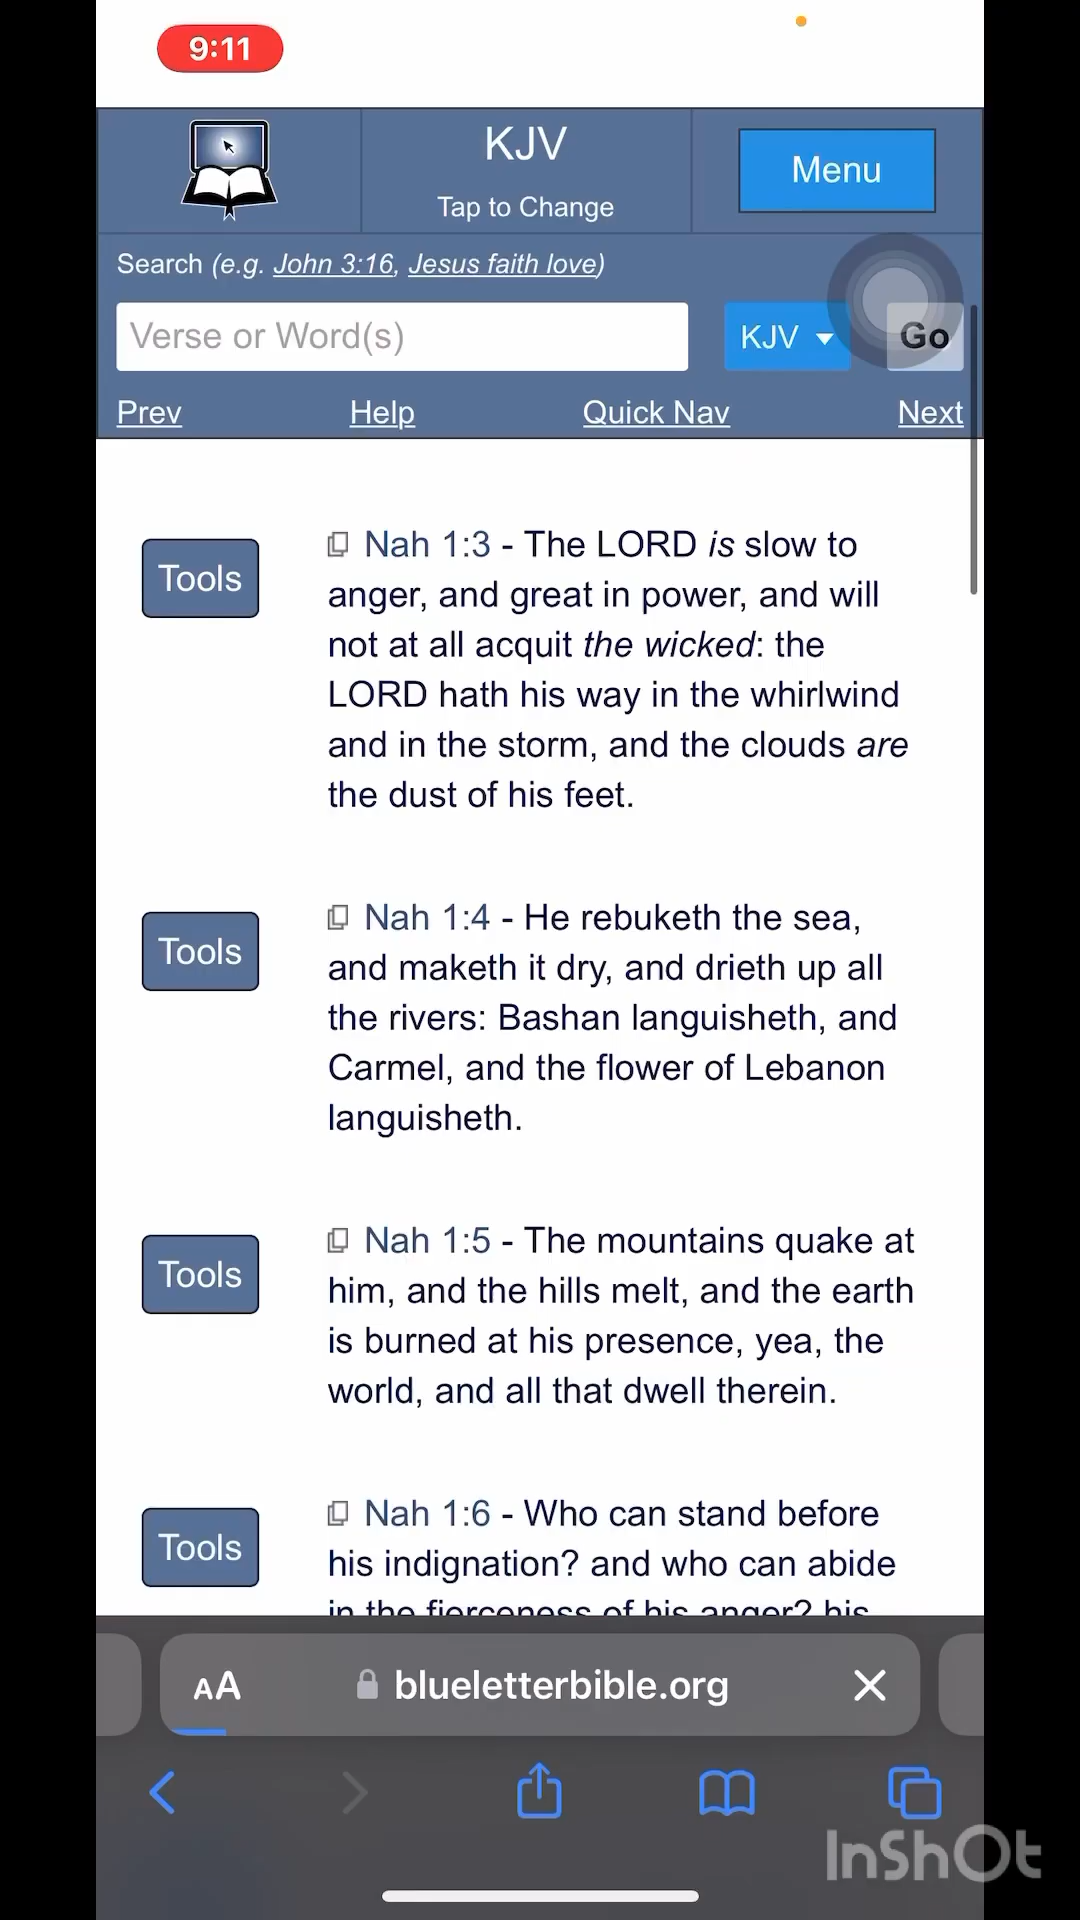 9:11
KJV
Tap to Change
Menu
Search (e.g. John 3:16, Jesus faith love)
Verse or Word(s)
KJV
Go
Prev Help Quick Nav Next
Tools
Nah 1:3 - The LORD is slow to
anger, and great in power, and will
not at all acquit the wicked: the
LORD hath his way in the whirlwind
and in the storm, and the clouds are
the dust of his feet.
Tools
Nah 1:4 - He rebuketh the sea,
and maketh it dry, and drieth up all
the rivers: Bashan languisheth, and
Carmel, and the flower of Lebanon
languisheth.
Tools
Nah 1:5 - The mountains quake at
him, and the hills melt, and the earth
is burned at his presence, yea, the
world, and all that dwell therein.
Tools
Nah 1:6 - Who can stand before
his indignation? and who can abide
in the fierceness of his anger? his
AA blueletterbible.org
InShOt